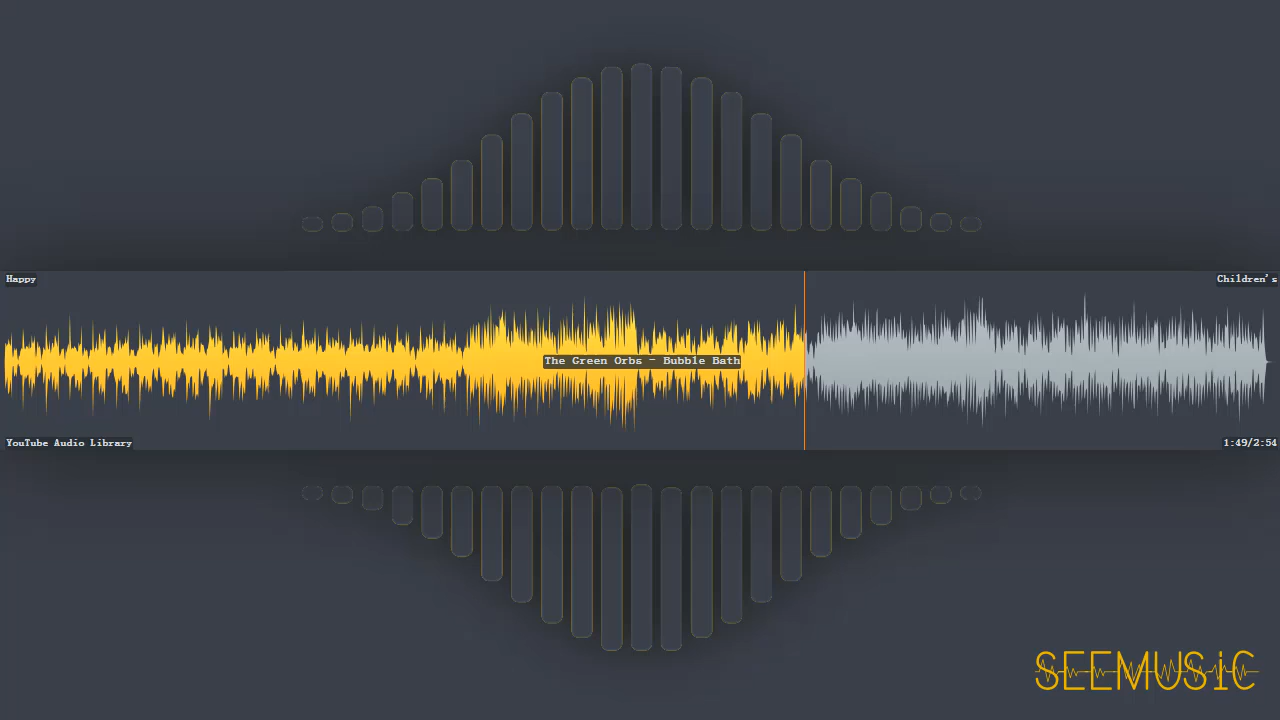 Happy
Children's
The Green Orbs - Bubble Bath
YouTube Audio Library
1:49/2:54
SEEMUSiC